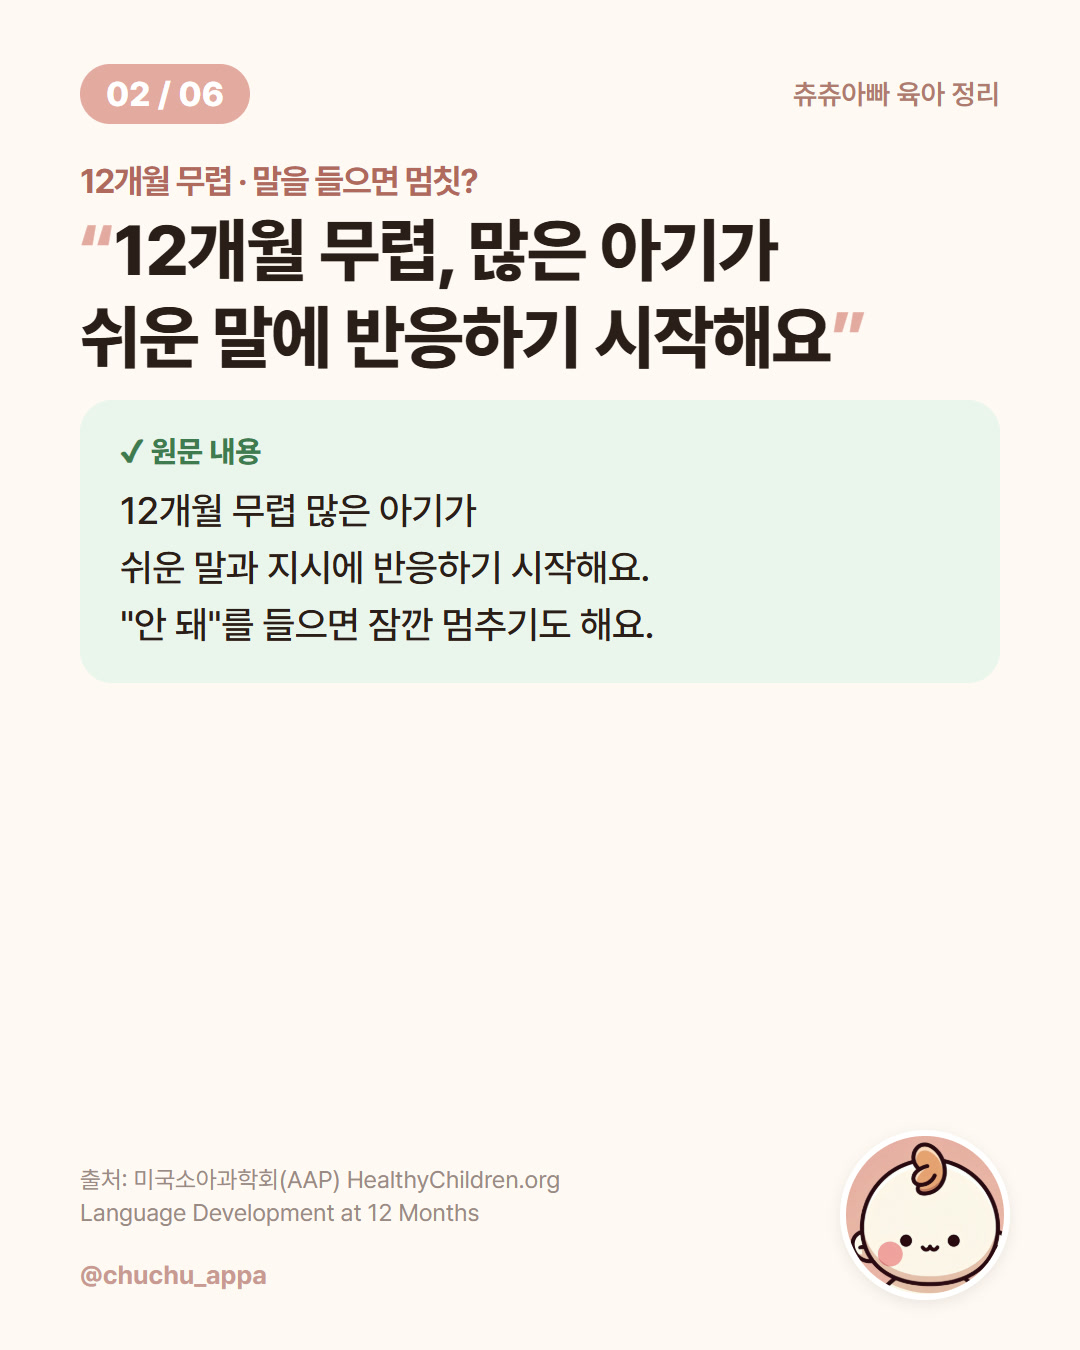 02 / 06
츄츄아빠 육아 정리
12개월 무렵 · 말을 들으면 멈칫?
“12개월 무렵, 많은 아기가
쉬운 말에 반응하기 시작해요”
✓ 원문 내용
12개월 무렵 많은 아기가
쉬운 말과 지시에 반응하기 시작해요.
"안 돼"를 들으면 잠깐 멈추기도 해요.
출처: 미국소아과학회(AAP) HealthyChildren.org
Language Development at 12 Months
@chuchu_appa